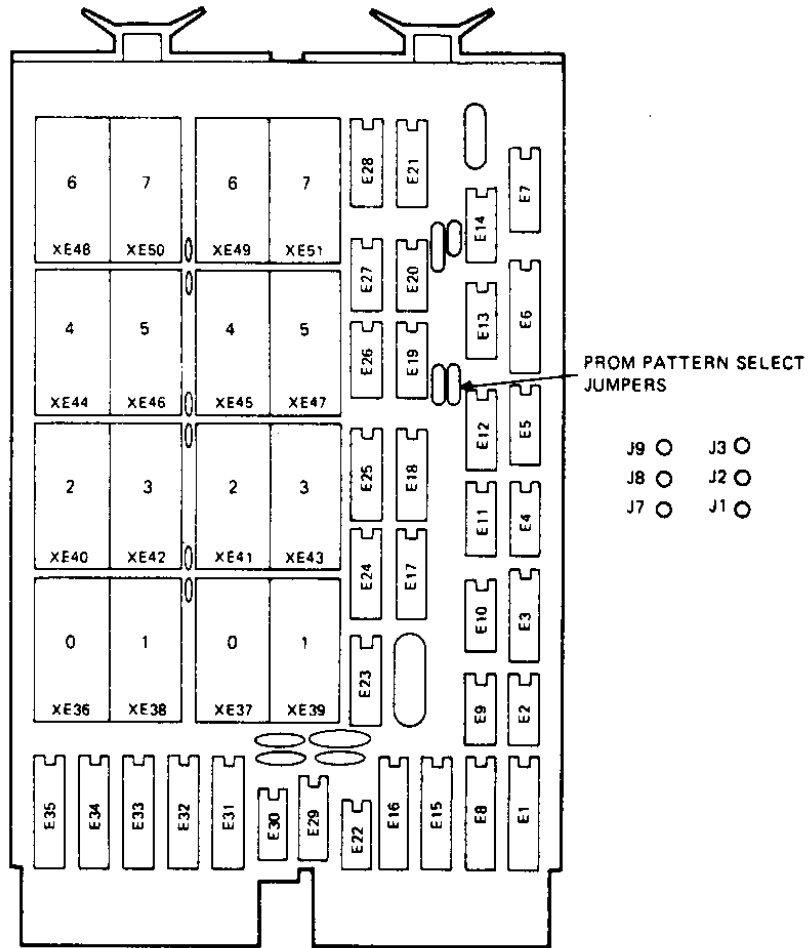 6 7 6 7
XE48 XE50 XE49 XE51
4 5 4 5
XE44 XE46 XE45 XE47
2 3 2 3
XE40 XE42 XE41 XE43
0 1 0 1
XE36 XE38 XE37 XE39
E28 E21
E27 E20
E26 E19
E25 E18
E24 E17
E23
E14 E7
E13 E6
E12 E5
E11 E4
E10 E3
E9 E2
E35 E34 E33 E32 E31 E30 E29 E22 E16 E15 E8 E1
PROM PATTERN SELECT
JUMPERS
J9 J3
J8 J2
J7 J1